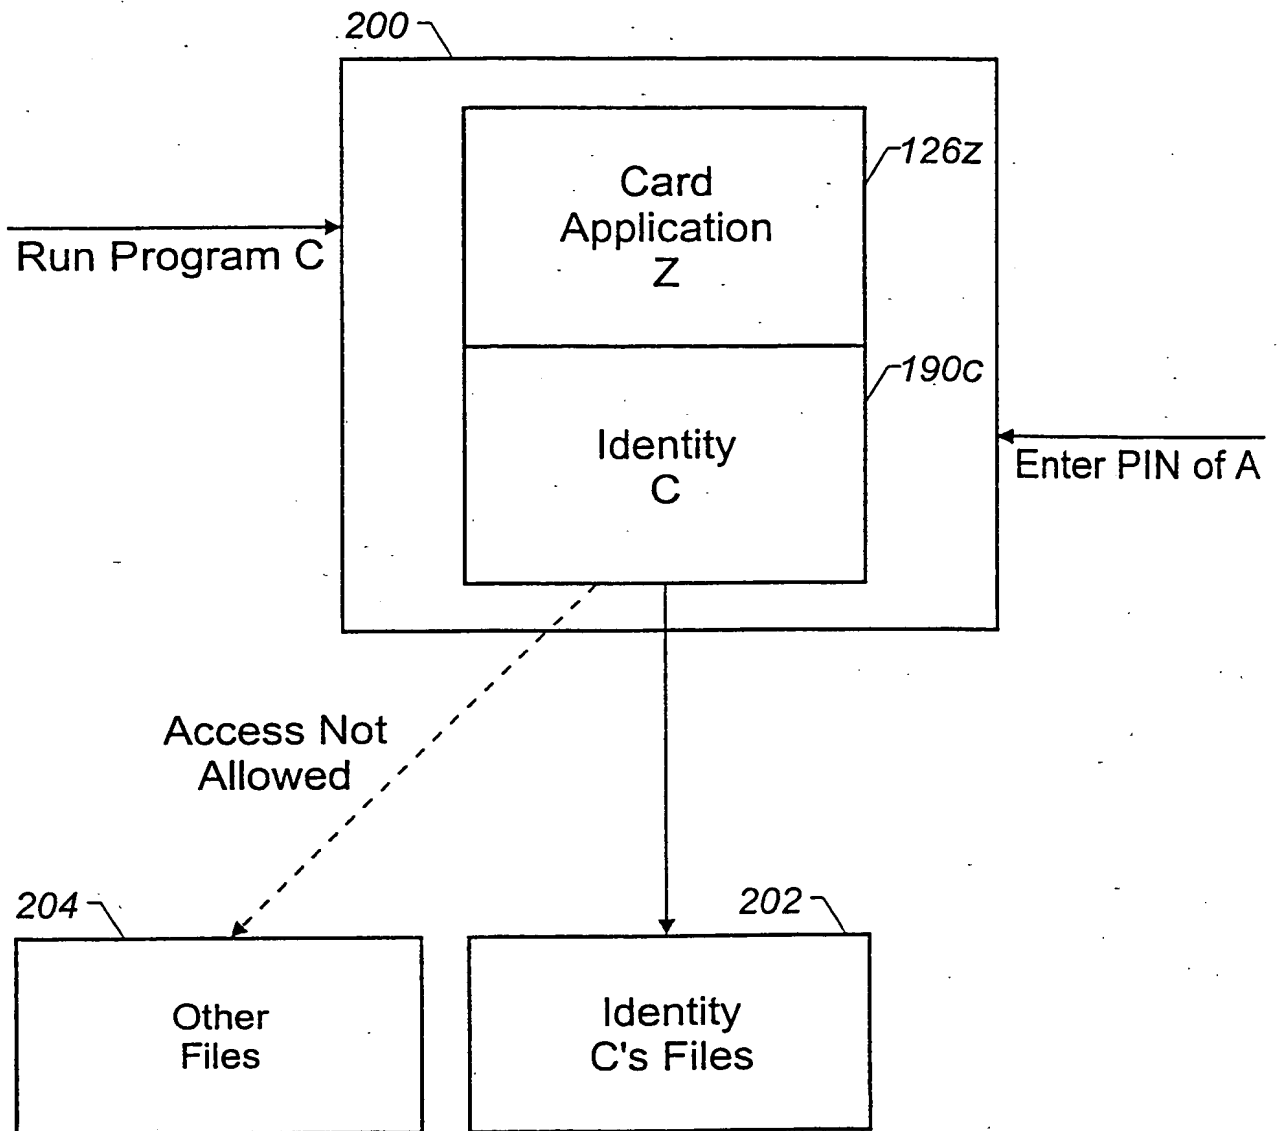 200
Card
Application
Z
126z
Run Program C
190c
Identity
C
Enter PIN of A
Access Not
Allowed
204
202
Other
Files
Identity
C's Files